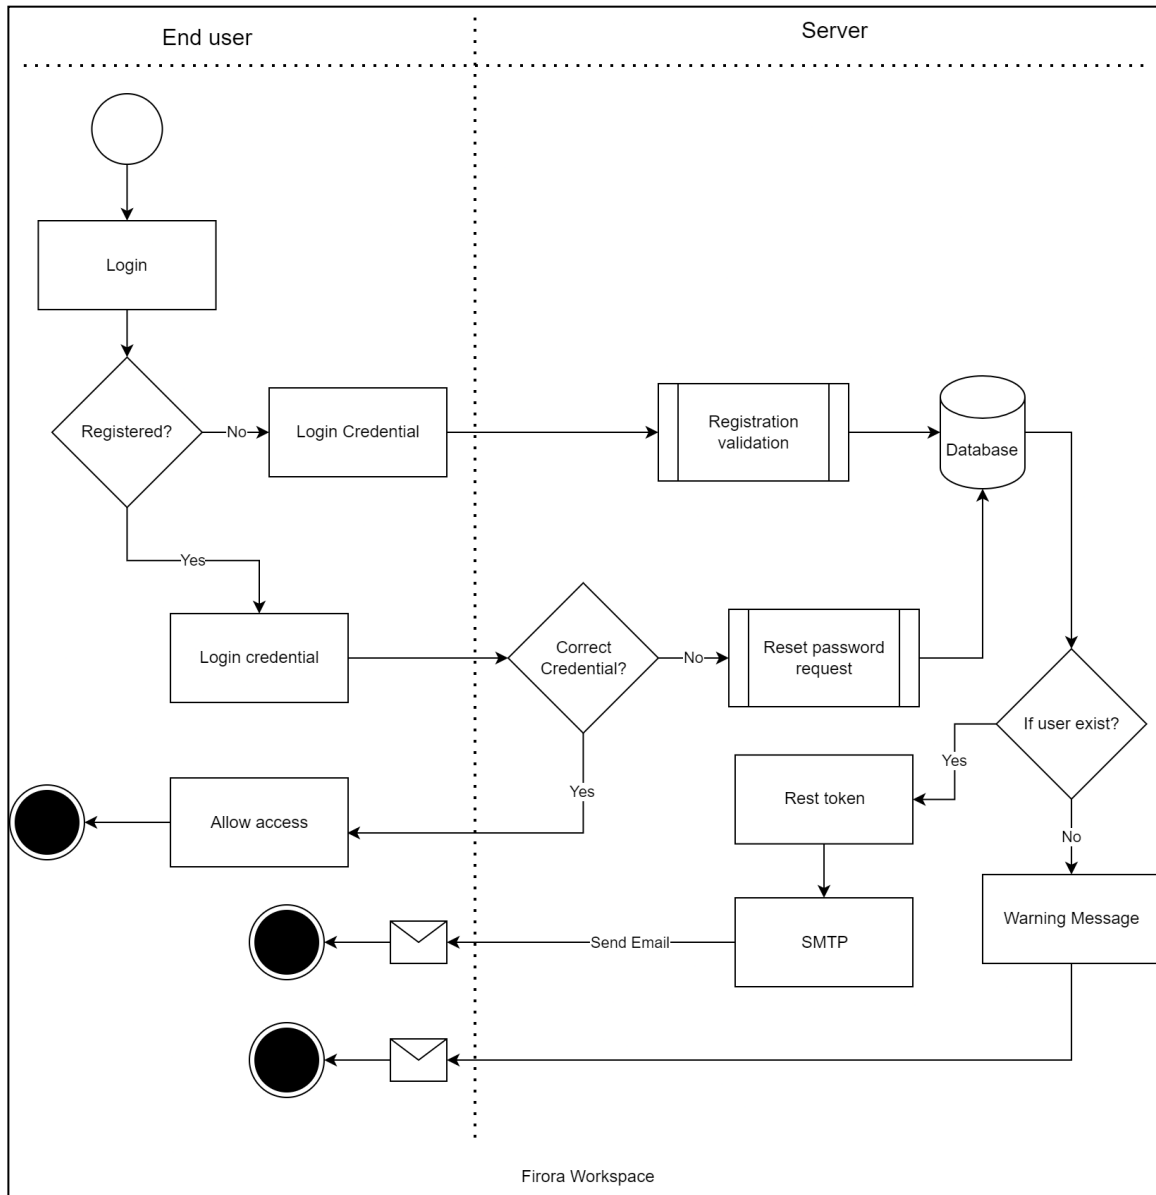 End user
Server
Login
Registered?
No
Login Credential
Registration
validation
Database
Yes
Login credential
Correct
Credential?
No
Reset password
request
If user exist?
Yes
Yes
Rest token
Allow access
No
Warning Message
Send Email
SMTP
Firora Workspace